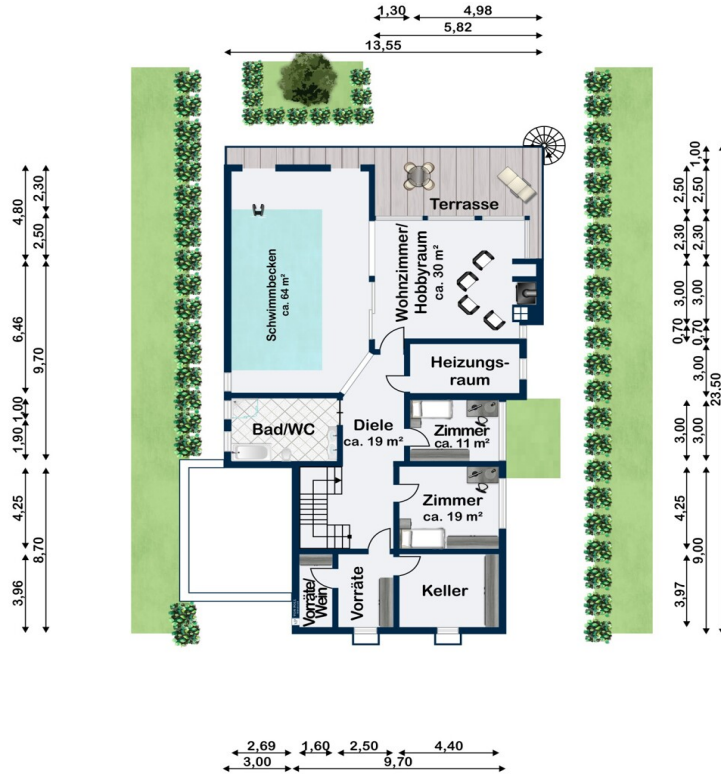 1,30
4,98
5,82
13,55
Terrasse
Wohnzimmer/
Hobbyraum
ca. 30 m²
Schwimmbecken
ca. 64 m²
Heizungs-
raum
Bad/WC
Diele
ca. 19 m²
Zimmer
ca. 11 m²
Zimmer
ca. 19 m²
Vorräte/
Wein
Vorräte
Keller
4,80
6,46
1,00
1,90
4,25
3,96
2,30
2,50
9,70
8,70
1,00
2,50
2,30
3,00
0,70
3,00
3,00
4,25
3,97
2,50
2,30
3,00
0,70
3,00
9,00
23,50
2,69
1,60
2,50
4,40
3,00
9,70